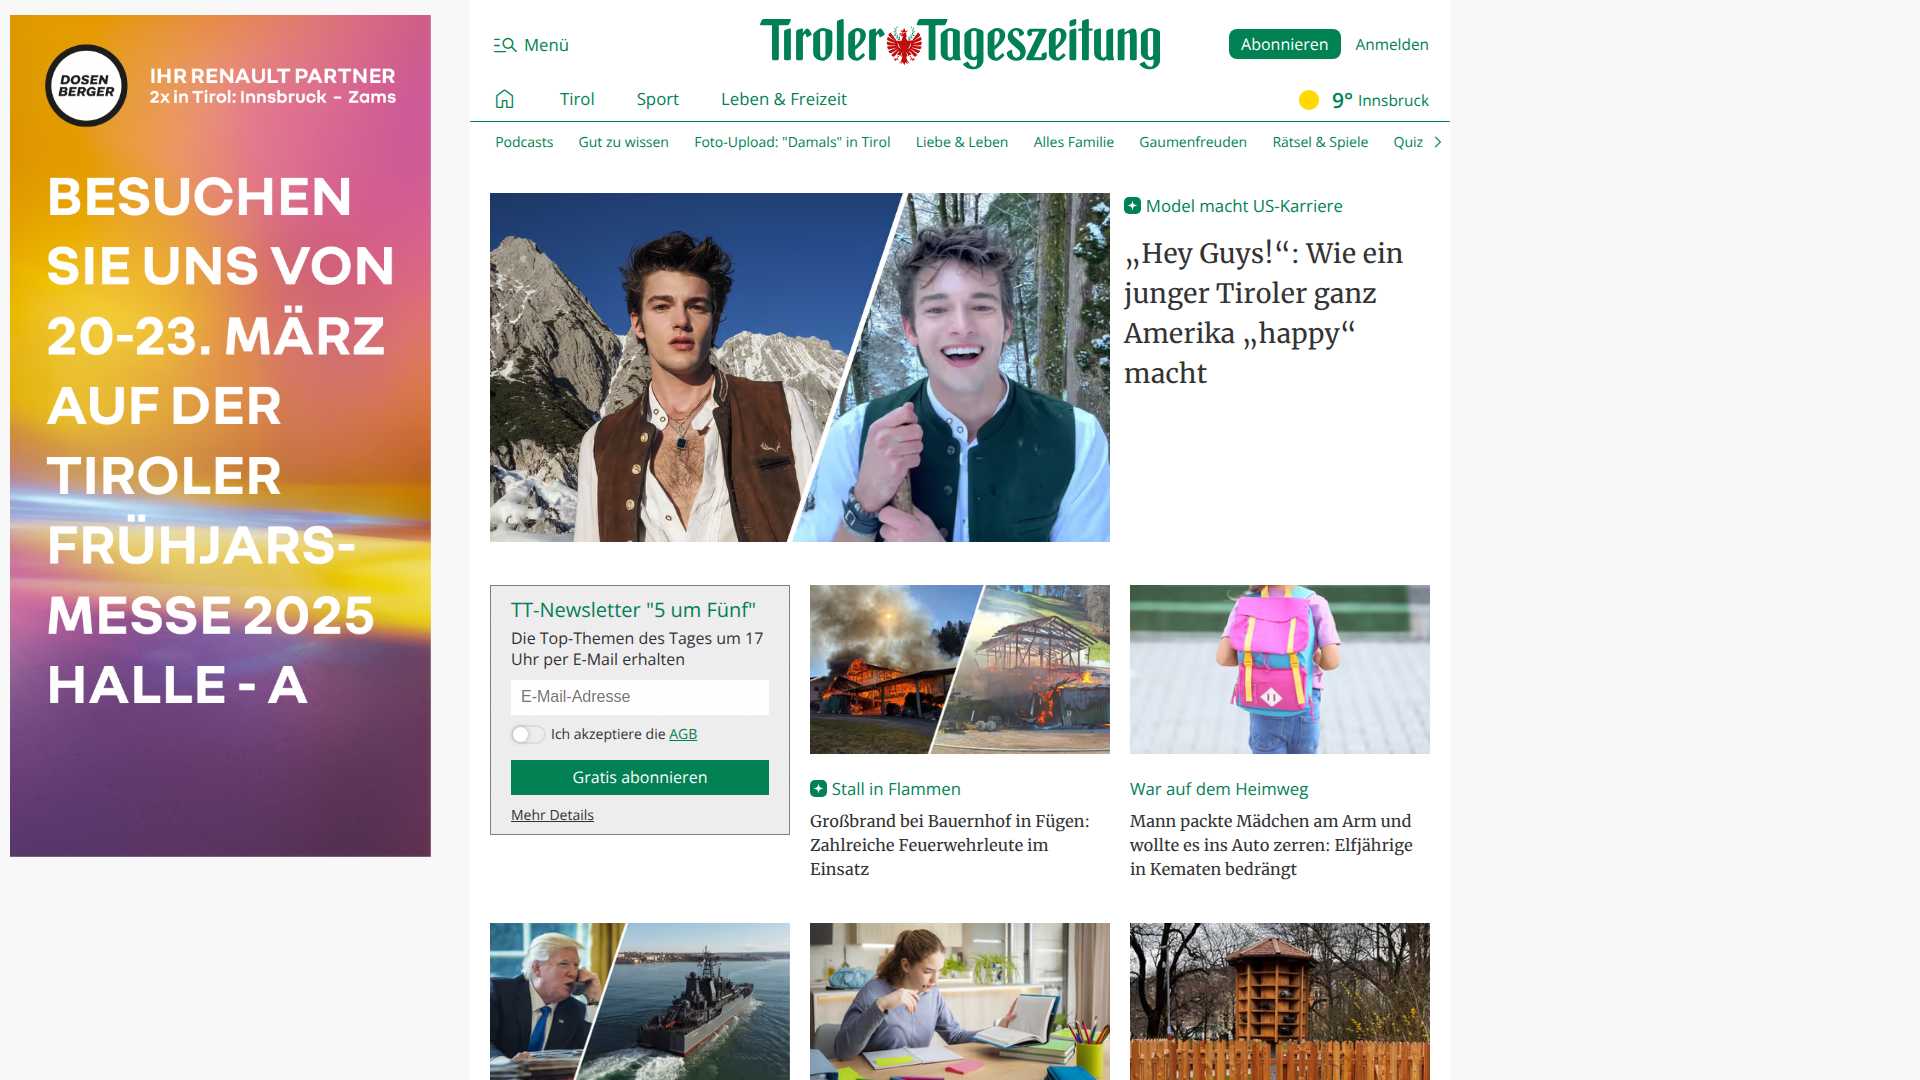 DOSEN
BERGER
IHR RENAULT PARTNER
2x in Tirol: Innsbruck - Zams
BESUCHEN
SIE UNS VON
20-23. MÄRZ
AUF DER
TIROLER
FRÜHJARS-
MESSE 2025
HALLE - A
Menü
Tiroler Tageszeitung
Abonnieren
Anmelden
Tirol
Sport
Leben & Freizeit
9° Innsbruck
Podcasts
Gut zu wissen
Foto-Upload: "Damals" in Tirol
Liebe & Leben
Alles Familie
Gaumenfreuden
Rätsel & Spiele
Quiz
Model macht US-Karriere
„Hey Guys!“: Wie ein
junger Tiroler ganz
Amerika „happy“
macht
TT-Newsletter "5 um Fünf"
Die Top-Themen des Tages um 17
Uhr per E-Mail erhalten
E-Mail-Adresse
Ich akzeptiere die AGB
Gratis abonnieren
Mehr Details
Stall in Flammen
Großbrand bei Bauernhof in Fügen:
Zahlreiche Feuerwehrleute im
Einsatz
War auf dem Heimweg
Mann packte Mädchen am Arm und
wollte es ins Auto zerren: Elfjährige
in Kematen bedrängt